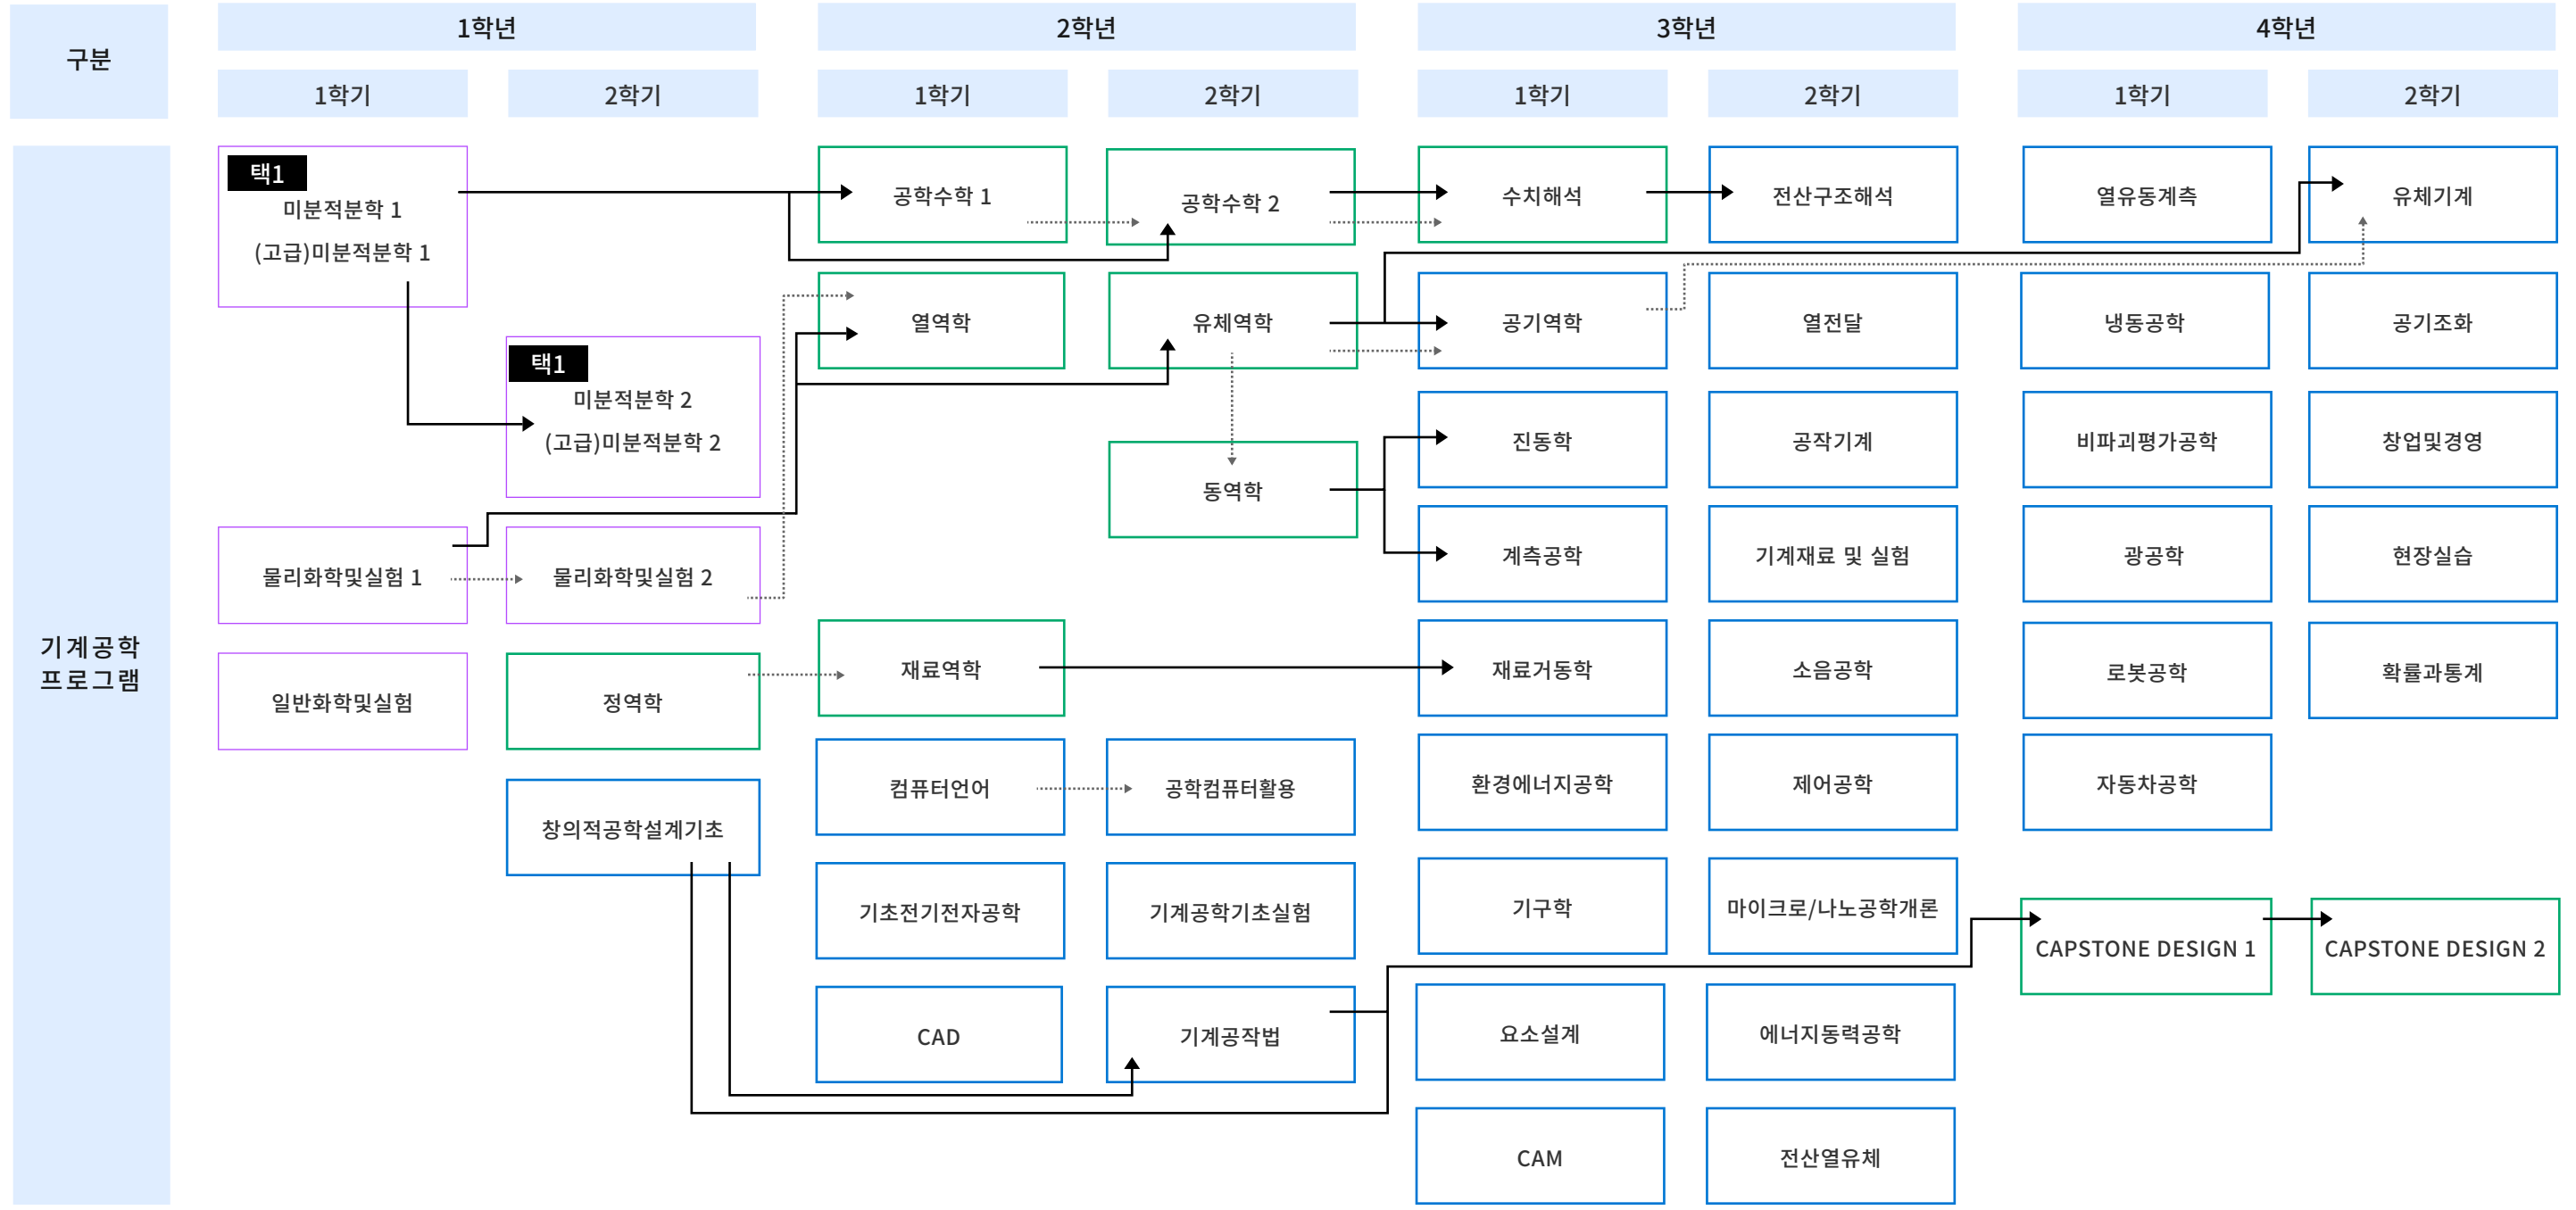 구분
1학년
2학년
3학년
4학년
1학기
2학기
1학기
2학기
1학기
2학기
1학기
2학기
기계공학
프로그램
택1
미분적분학 1
(고급)미분적분학 1
물리화학및실험 1
일반화학및실험
택1
미분적분학 2
(고급)미분적분학 2
물리화학및실험 2
정역학
창의적공학설계기초
공학수학 1
열역학
재료역학
컴퓨터언어
기초전기전자공학
CAD
공학수학 2
유체역학
동역학
공학컴퓨터활용
기계공학기초실험
기계공작법
수치해석
공기역학
진동학
계측공학
재료거동학
환경에너지공학
기구학
요소설계
CAM
전산구조해석
열전달
공작기계
기계재료 및 실험
소음공학
제어공학
마이크로/나노공학개론
에너지동력공학
전산열유체
열유동계측
냉동공학
비파괴평가공학
광공학
로봇공학
자동차공학
CAPSTONE DESIGN 1
유체기계
공기조화
창업및경영
현장실습
확률과통계
CAPSTONE DESIGN 2